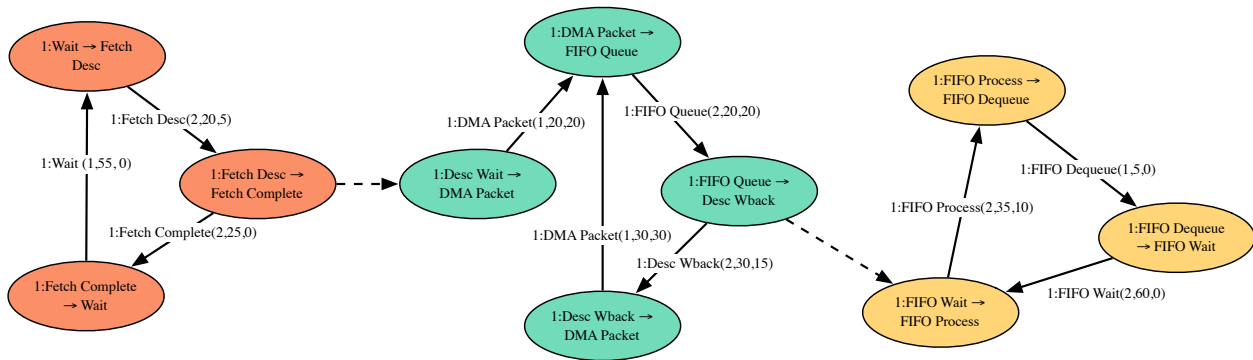 1:Wait → Fetch
Desc
1:Fetch Desc(2,20,5)
1:Wait (1,55, 0)
1:Fetch Desc →
Fetch Complete
1:Fetch Complete(2,25,0)
1:Fetch Complete
→ Wait
1:DMA Packet →
FIFO Queue
1:DMA Packet(1,20,20)
1:FIFO Queue(2,20,20)
1:Desc Wait →
DMA Packet
1:FIFO Queue →
Desc Wback
1:DMA Packet(1,30,30)
1:Desc Wback(2,30,15)
1:Desc Wback →
DMA Packet
1:FIFO Process →
FIFO Dequeue
1:FIFO Dequeue(1,5,0)
1:FIFO Process(2,35,10)
1:FIFO Dequeue
→ FIFO Wait
1:FIFO Wait(2,60,0)
1:FIFO Wait →
FIFO Process